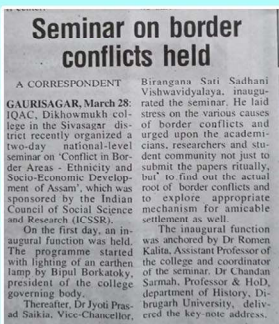 Seminar on border
conflicts held
A CORRESPONDENT
GAURISAGAR, March 28:
IQAC, Dikhowmukh col-
lege in the Sivasagar dis-
trict recently organized a
two-day national-level
seminar on 'Conflict in Bor-
der Areas - Ethnicity and
Socio-Economic Develop-
ment of Assam', which was
sponsored by the Indian
Council of Social Science
and Research (ICSSR).
On the first day, an in-
augural function was held.
The programme started
with lighting of an earthen
lamp by Bipul Borkatoky,
president of the college
governing body.
Thereafter, Dr Jyoti Pras-
ad Saikia, Vice-Chancellor,
Birangana Sati Sadhani
Vishwavidyalaya, inaugu-
rated the seminar. He laid
stress on the various causes
of border conflicts and
urged upon the academi-
cians, researchers and stu-
dent community not just to
submit the papers ritually,
but to find out the actual
root of border conflicts and
to explore appropriate
mechanism for amicable
settlement as well.
The inaugural function
was anchored by Dr Romen
Kalita, Assistant Professor of
the college and coordinator
of the seminar. Dr Chandan
Sarmah, Professor & HoD,
department of History, Di-
brugarh University, deliv-
ered the key-note address.